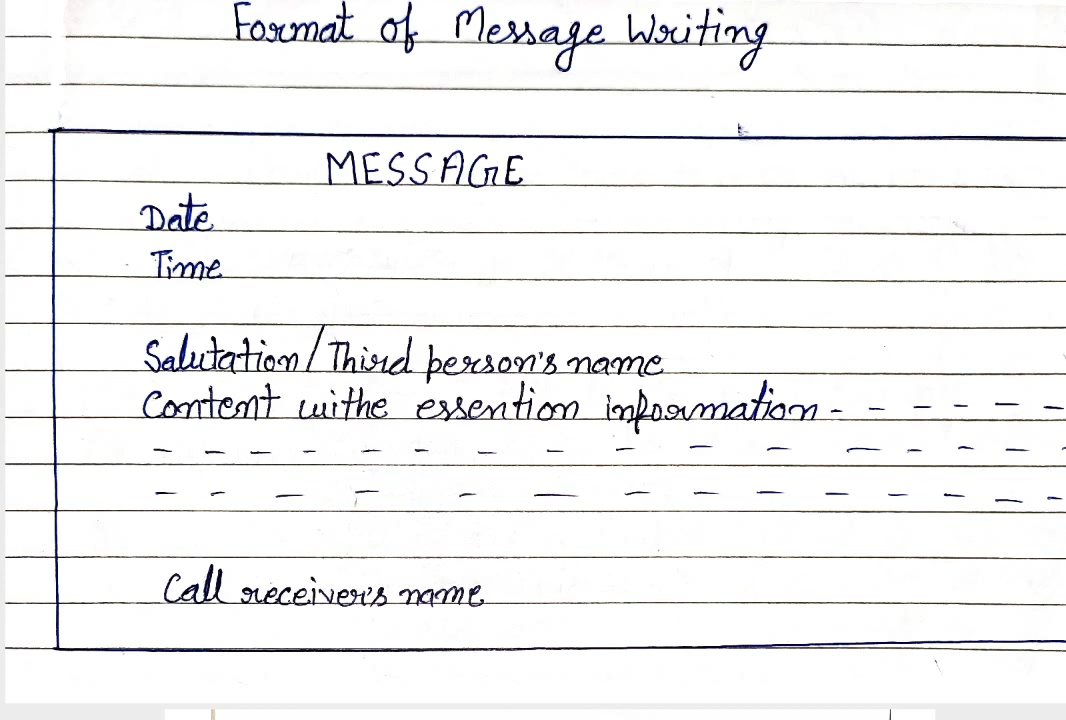 Format of Message Writing
MESSAGE
Date
Time
Salutation/Third person's name
Content withe essention information - - - - - -
- - - - - - - - - - - - - - -
- - - - - - - - - - - - - -
Call receiver's name